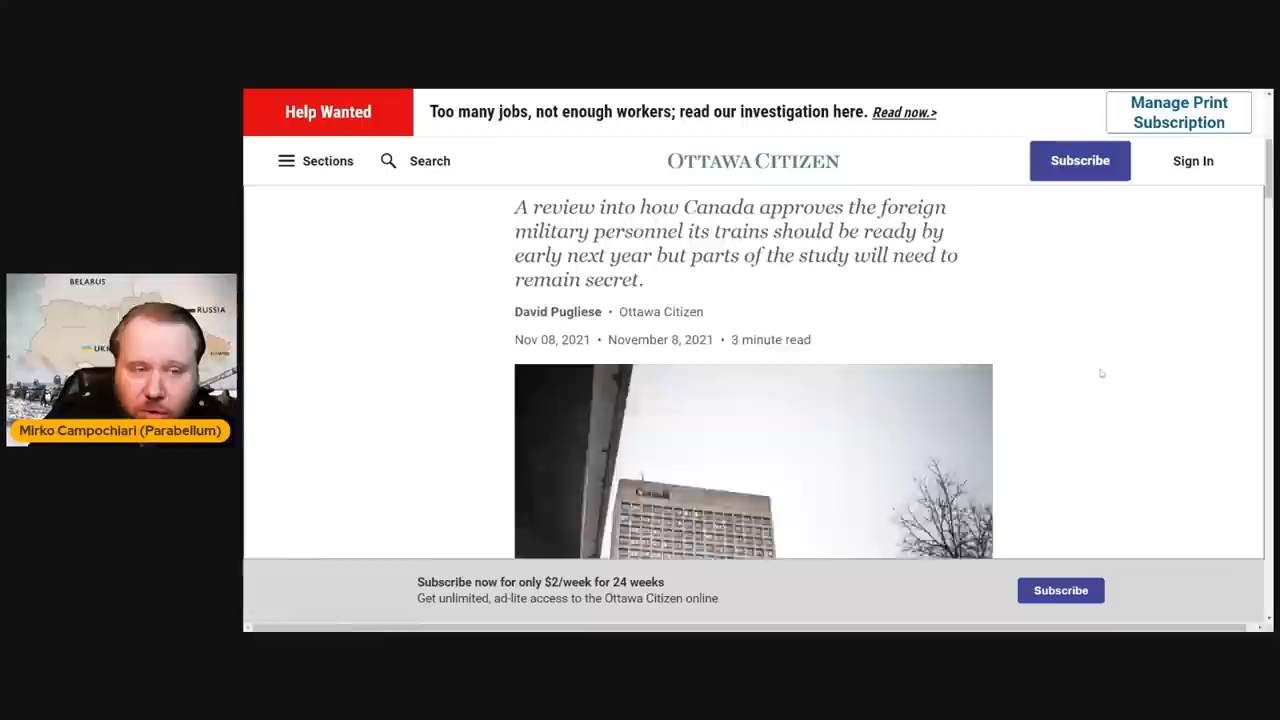 Help Wanted
Too many jobs, not enough workers; read our investigation here. Read now.>
Manage Print
Subscription
Sections
Search
OTTAWA CITIZEN
Subscribe
Sign In
A review into how Canada approves the foreign
military personnel its trains should be ready by
early next year but parts of the study will need to
remain secret.
David Pugliese • Ottawa Citizen
Nov 08, 2021 • November 8, 2021 • 3 minute read
Canada
BELARUS
RUSSIA
UK
Mirko Campochiari (Parabellum)
Subscribe now for only $2/week for 24 weeks
Get unlimited, ad-lite access to the Ottawa Citizen online
Subscribe